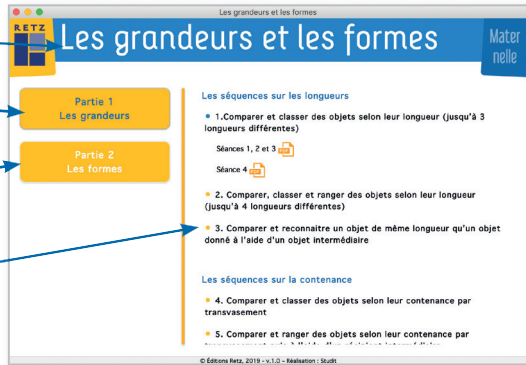 Les grandeurs et les formes
RETZ
Les grandeurs et les formes
Mater
nelle
Partie 1
Les grandeurs
Partie 2
Les formes
Les séquences sur les longueurs
1.Comparer et classer des objets selon leur longueur (jusqu'à 3
longueurs différentes)
Séances 1, 2 et 3 PDF
Séance 4 PDF
2. Comparer, classer et ranger des objets selon leur longueur
(jusqu'à 4 longueurs différentes)
3. Comparer et reconnaitre un objet de même longueur qu'un objet
donné à l'aide d'un objet intermédiaire
Les séquences sur la contenance
4. Comparer et classer des objets selon leur contenance par
transvasement
5. Comparer et ranger des objets selon leur contenance par
© Éditions Retz, 2019 - v.1.0 - Réalisation : Studit